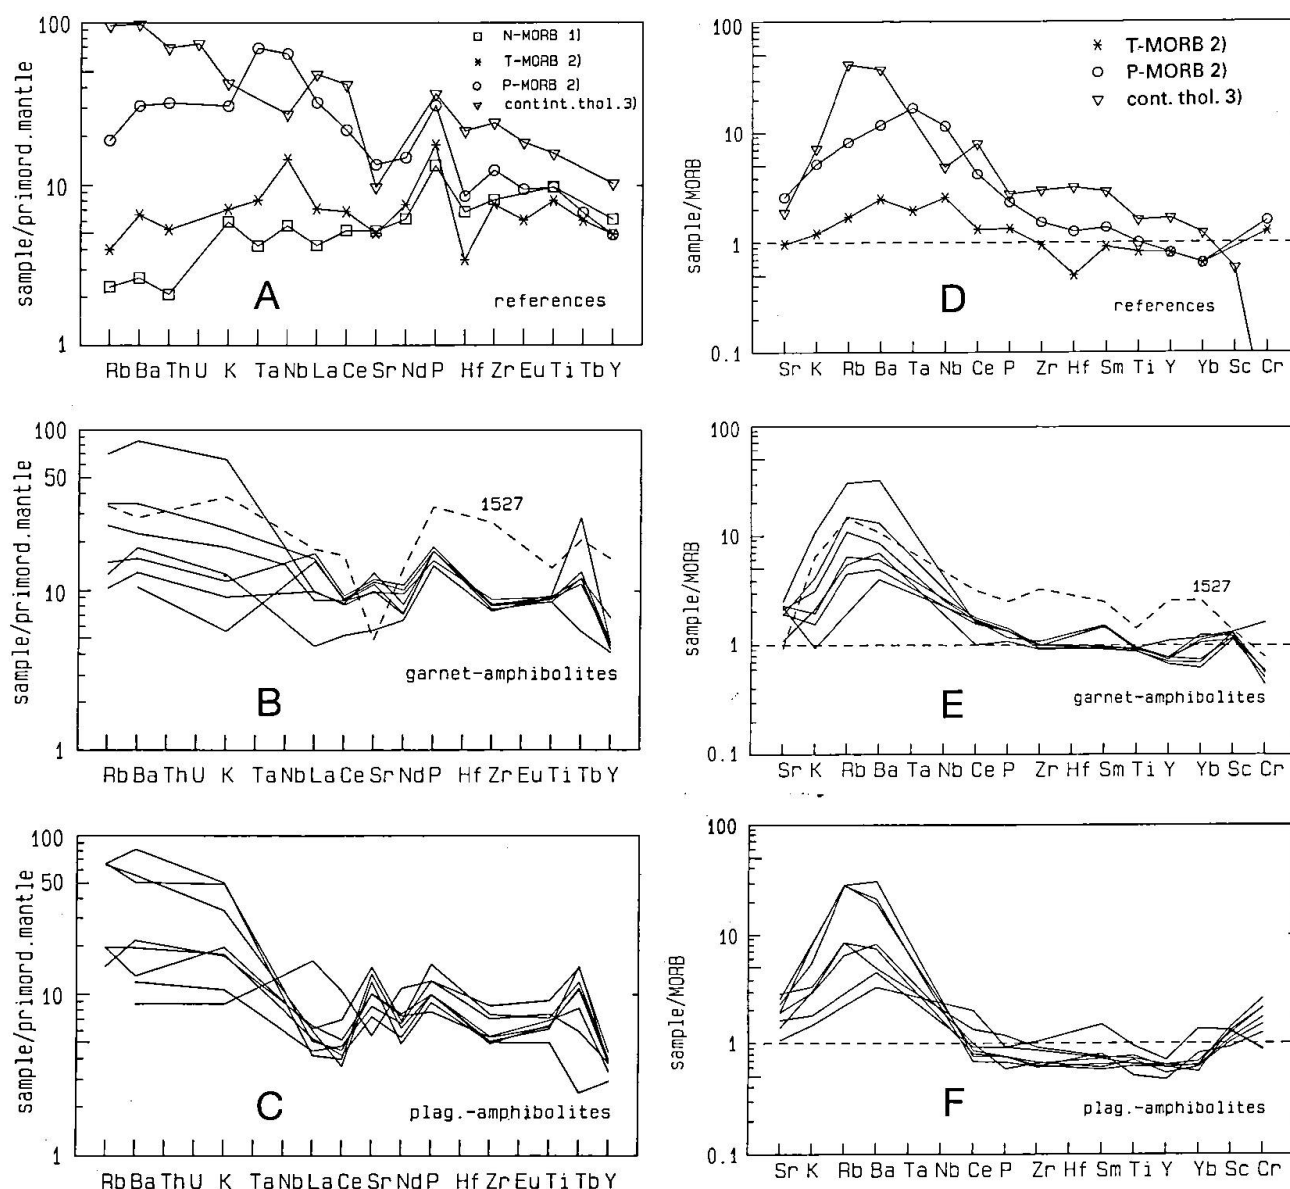 sample/primord.mantle
100
10
1
N-MORB 1)
T-MORB 2)
P-MORB 2)
contint.thol.3)
A
references
Rb Ba Th U K Ta Nb La Ce Sr Nd P Hf Zr Eu Ti Tb Y
sample/MORB
100
10
1
0.1
T-MORB 2)
P-MORB 2)
cont. thol. 3)
D
references
Sr K Rb Ba Ta Nb Ce P Zr Hf Sm Ti Y Yb Sc Cr
sample/primord.mantle
100
50
10
1
1527
garnet-amphibolites
B
Rb Ba Th U K Ta Nb La Ce Sr Nd P Hf Zr Eu Ti Tb Y
sample/MORB
100
10
1
0.1
1527
garnet-amphibolites
E
Sr K Rb Ba Ta Nb Ce P Zr Hf Sm Ti Y Yb Sc Cr
sample/primord.mantle
100
50
10
1
C
plag.-amphibolites
Rb Ba Th U K Ta Nb La Ce Sr Nd P Hf Zr Eu Ti Tb Y
sample/MORB
100
10
1
0.1
F
plag.-amphibolites
Sr K Rb Ba Ta Nb Ce P Zr Hf Sm Ti Y Yb Sc Cr